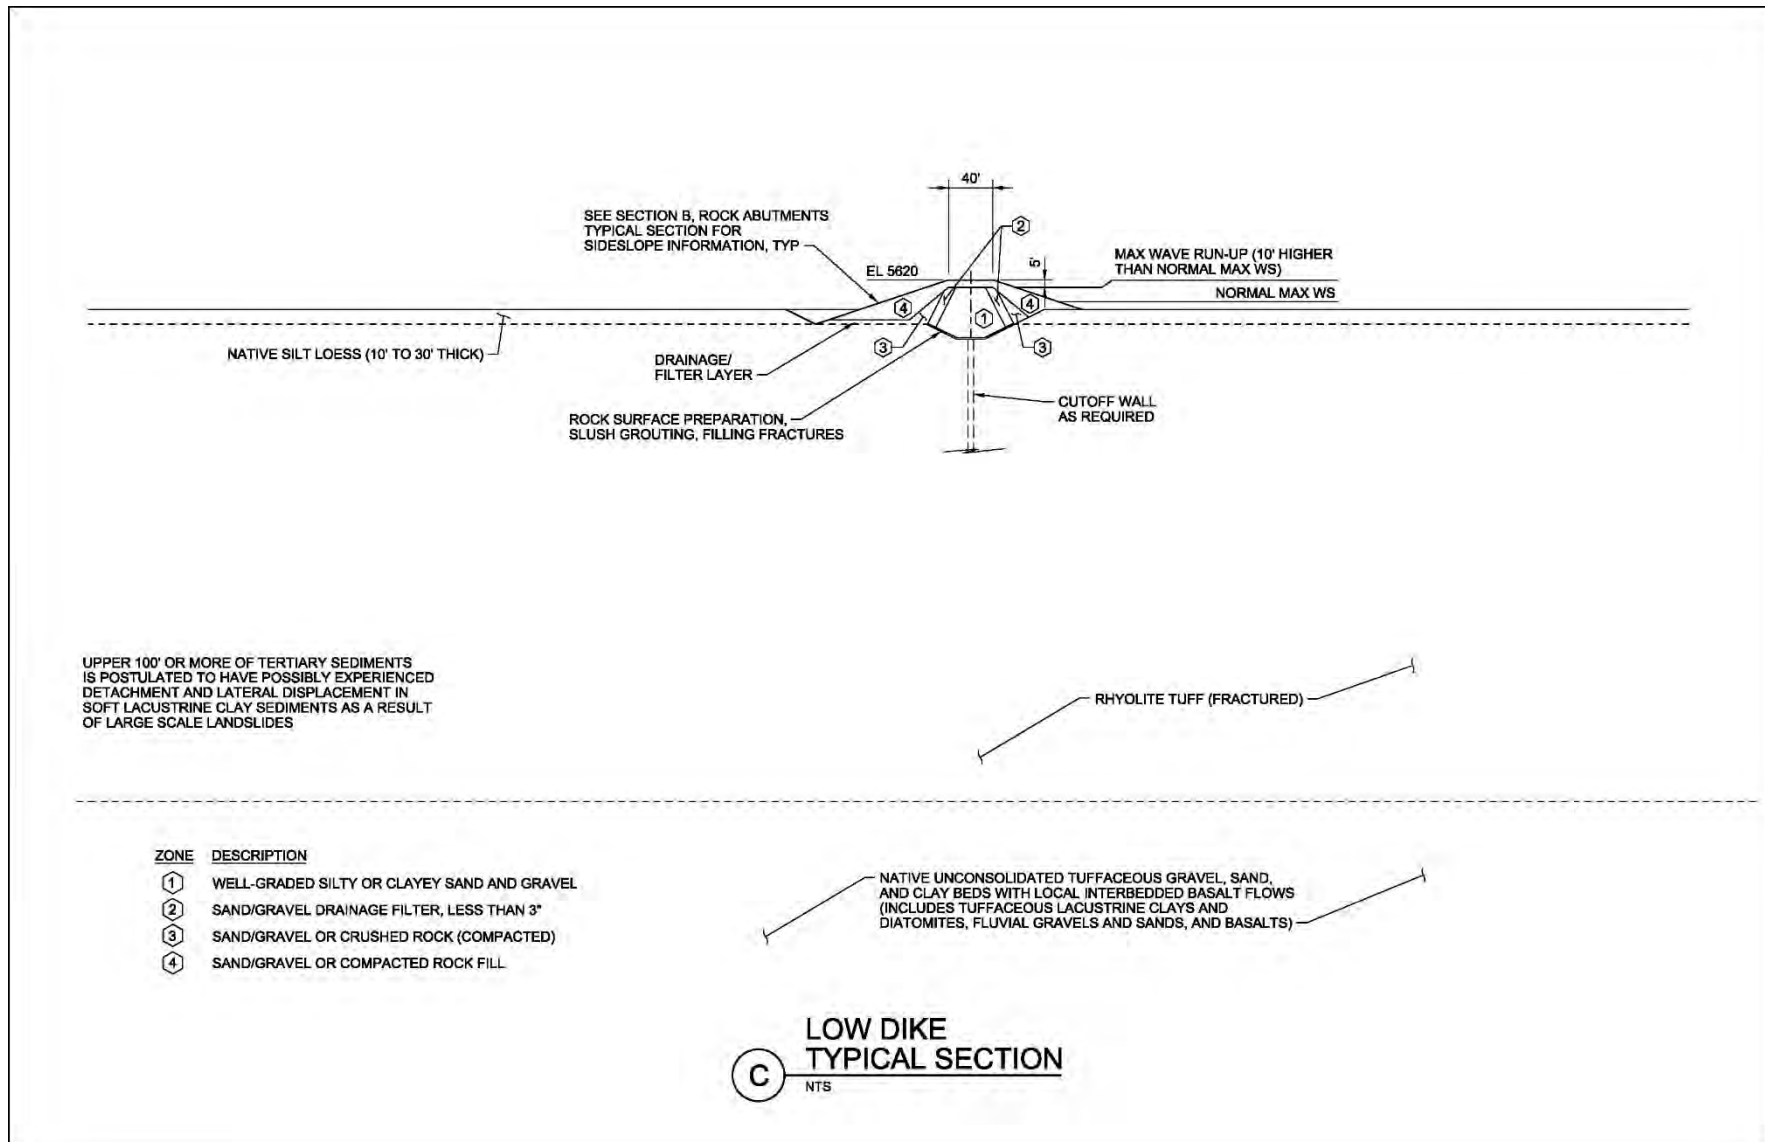 40'
SEE SECTION B, ROCK ABUTMENTS
TYPICAL SECTION FOR
SIDESLOPE INFORMATION, TYP
2
EL 5620
5'
MAX WAVE RUN-UP (10' HIGHER
THAN NORMAL MAX WS)
NORMAL MAX WS
4
4
1
3
3
NATIVE SILT LOESS (10' TO 30' THICK)
DRAINAGE/
FILTER LAYER
CUTOFF WALL
AS REQUIRED
ROCK SURFACE PREPARATION,
SLUSH GROUTING, FILLING FRACTURES
UPPER 100' OR MORE OF TERTIARY SEDIMENTS
IS POSTULATED TO HAVE POSSIBLY EXPERIENCED
DETACHMENT AND LATERAL DISPLACEMENT IN
SOFT LACUSTRINE CLAY SEDIMENTS AS A RESULT
OF LARGE SCALE LANDSLIDES
RHYOLITE TUFF (FRACTURED)
ZONE DESCRIPTION
1 WELL-GRADED SILTY OR CLAYEY SAND AND GRAVEL
2 SAND/GRAVEL DRAINAGE FILTER, LESS THAN 3"
3 SAND/GRAVEL OR CRUSHED ROCK (COMPACTED)
4 SAND/GRAVEL OR COMPACTED ROCK FILL
NATIVE UNCONSOLIDATED TUFFACEOUS GRAVEL, SAND,
AND CLAY BEDS WITH LOCAL INTERBEDDED BASALT FLOWS
(INCLUDES TUFFACEOUS LACUSTRINE CLAYS AND
DIATOMITES, FLUVIAL GRAVELS AND SANDS, AND BASALTS)
C
LOW DIKE
TYPICAL SECTION
NTS